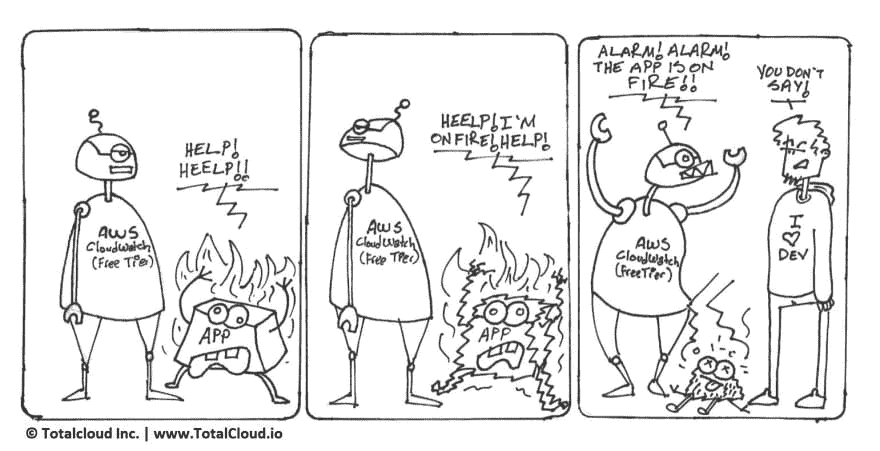 AWS
CloudWatch
(Free Tier)
HELP!
HEELP!!
APP
AWS
CloudWatch
(Free Tier)
HEELP! I'M
ON FIRE! HELP!
APP
ALARM! ALARM!
THE APP IS ON
FIRE!!
YOU DON'T
SAY!
AWS
CloudWatch
(Free Tier)
I
♡
DEV
© Totalcloud Inc. | www.TotalCloud.io